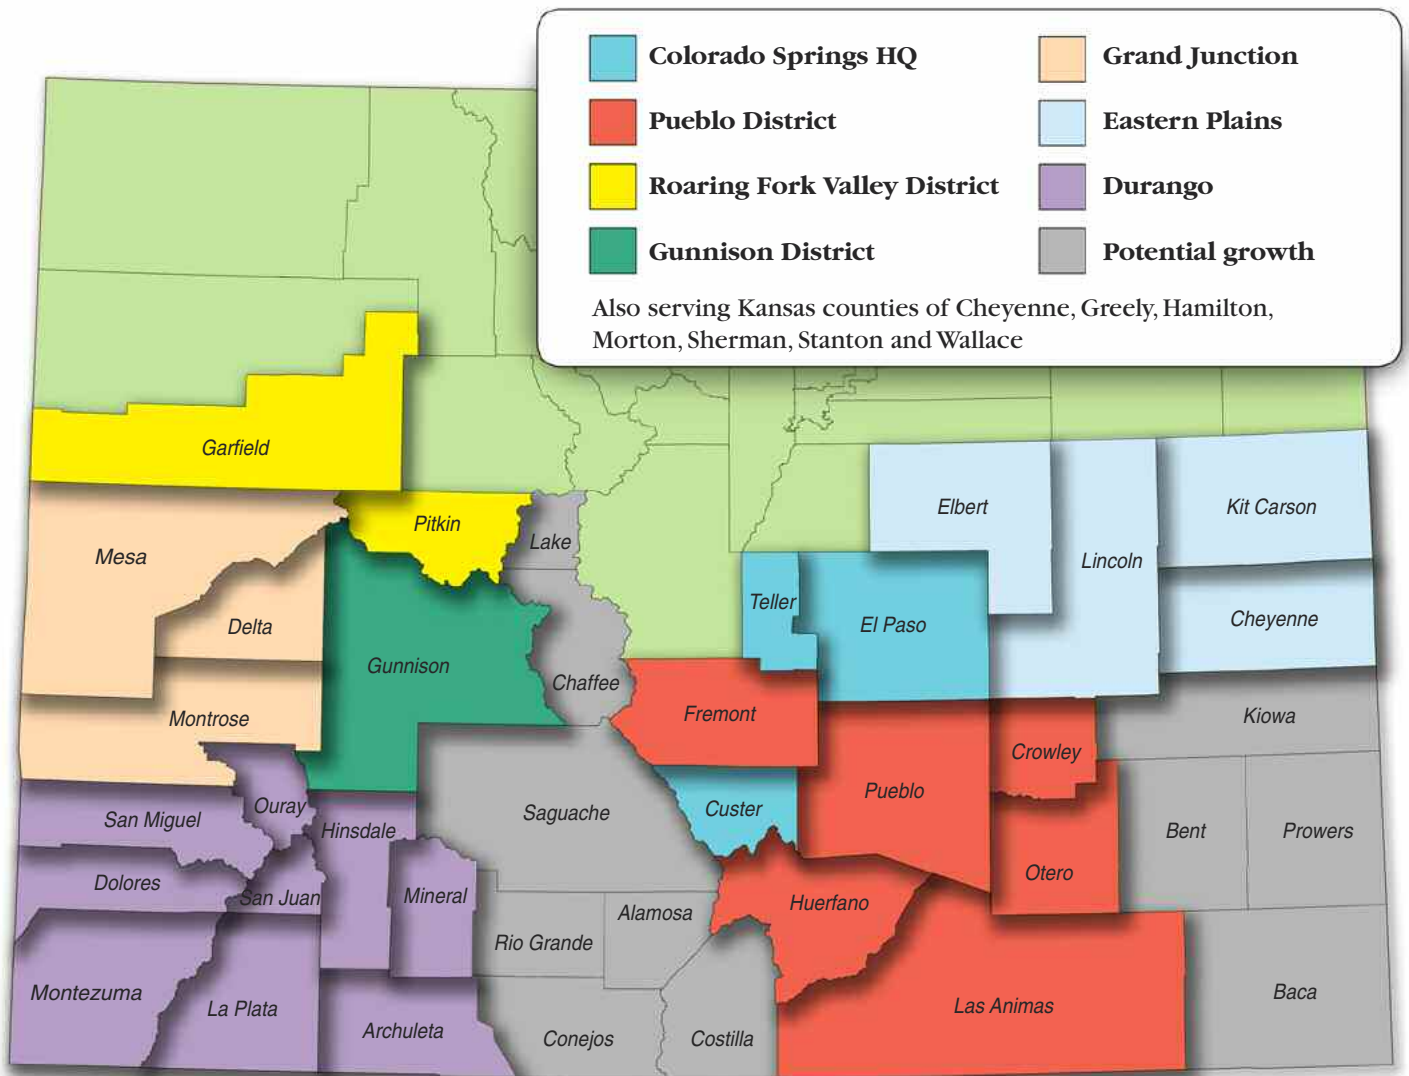 Colorado Springs HQ
Pueblo District
Roaring Fork Valley District
Gunnison District
Grand Junction
Eastern Plains
Durango
Potential growth
Also serving Kansas counties of Cheyenne, Greely, Hamilton,
Morton, Sherman, Stanton and Wallace
Garfield
Pitkin
Lake
Elbert
Kit Carson
Mesa
Lincoln
Teller
El Paso
Cheyenne
Delta
Gunnison
Chaffee
Montrose
Fremont
Kiowa
Crowley
Pueblo
Ouray
San Miguel
Hinsdale
Saguache
Custer
Bent
Prowers
Dolores
San Juan
Mineral
Otero
Huerfano
Alamosa
Rio Grande
Montezuma
La Plata
Archuleta
Conejos
Costilla
Las Animas
Baca